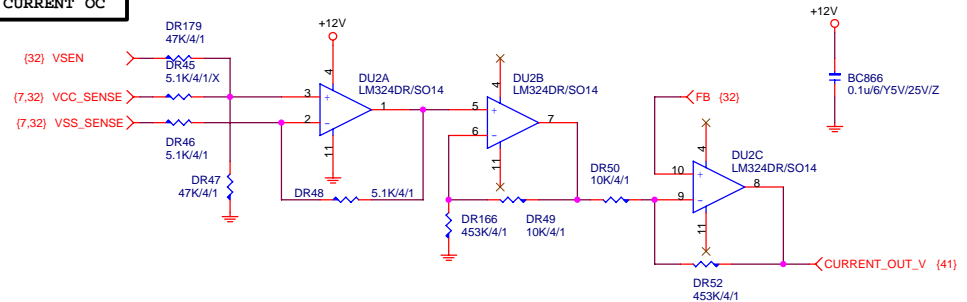 CURRENT OC
DR179
47K/4/1
{32} VSEN
DR45
5.1K/4/1/X
{7,32} VCC_SENSE
{7,32} VSS_SENSE
DR46
5.1K/4/1
DR47
47K/4/1
+12V
4
DU2A
LM324DR/SO14
3
+
1
2
-
11
DR48
5.1K/4/1
DU2B
LM324DR/SO14
4
5
+
7
6
-
11
DR166
453K/4/1
DR49
10K/4/1
DR50
10K/4/1
FB {32}
4
DU2C
LM324DR/SO14
10
+
8
9
-
11
DR52
453K/4/1
CURRENT_OUT_V {41}
+12V
BC866
0.1u/6/Y5V/25V/Z